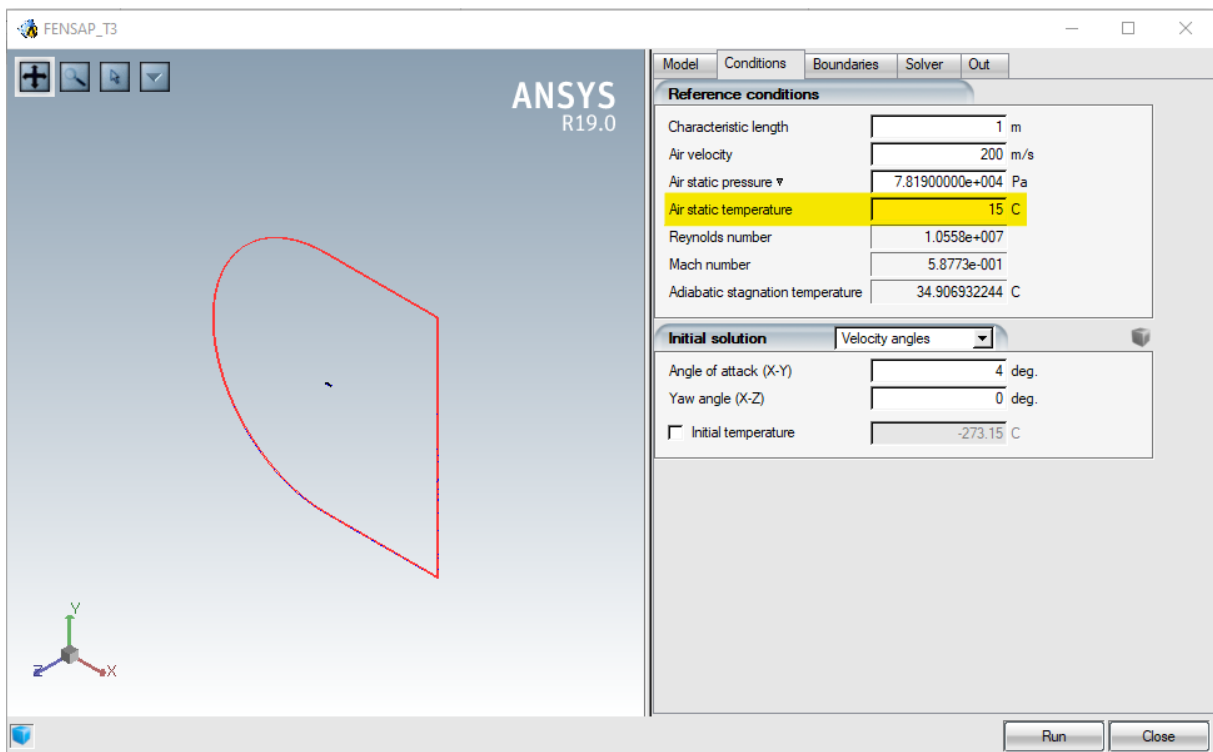 FENSAP_T3
ANSYS
R19.0
Y
Z
X
Model Conditions Boundaries Solver Out
Reference conditions
Characteristic length 1 m
Air velocity 200 m/s
Air static pressure ▾ 7.81900000e+004 Pa
Air static temperature 15 C
Reynolds number 1.0558e+007
Mach number 5.8773e-001
Adiabatic stagnation temperature 34.906932244 C
Initial solution Velocity angles
Angle of attack (X-Y) 4 deg.
Yaw angle (X-Z) 0 deg.
Initial temperature -273.15 C
Run Close